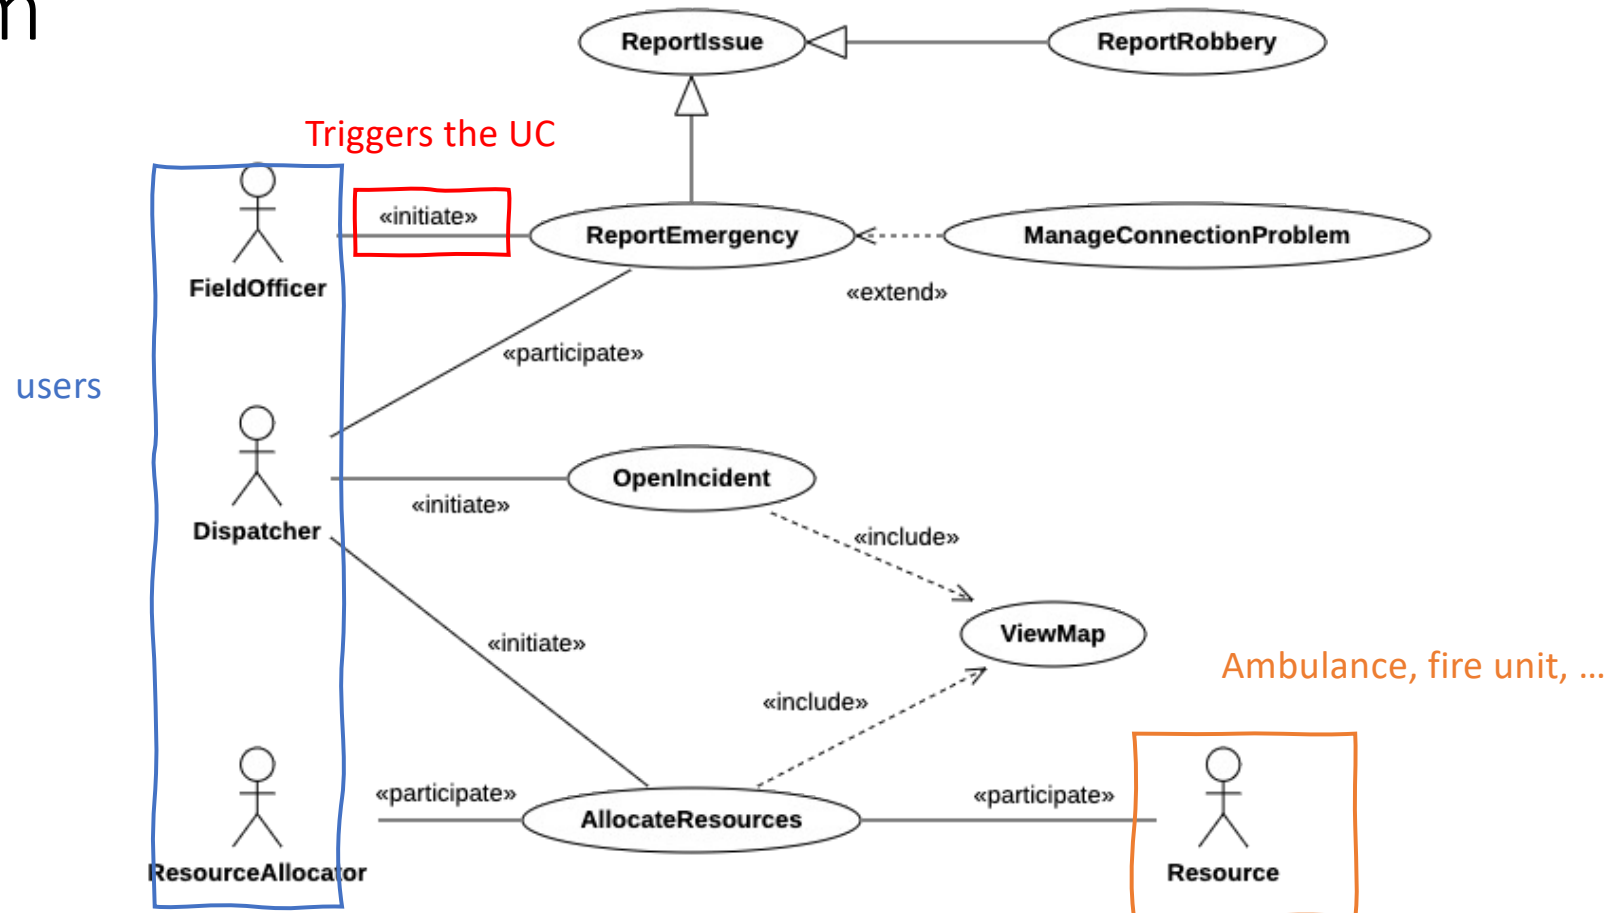 ReportIssue
ReportRobbery
Triggers the UC
«initiate»
ReportEmergency
ManageConnectionProblem
FieldOfficer
«extend»
«participate»
users
OpenIncident
«initiate»
Dispatcher
«include»
«initiate»
ViewMap
Ambulance, fire unit, ...
«include»
«participate»
«participate»
AllocateResources
ResourceAllocator
Resource